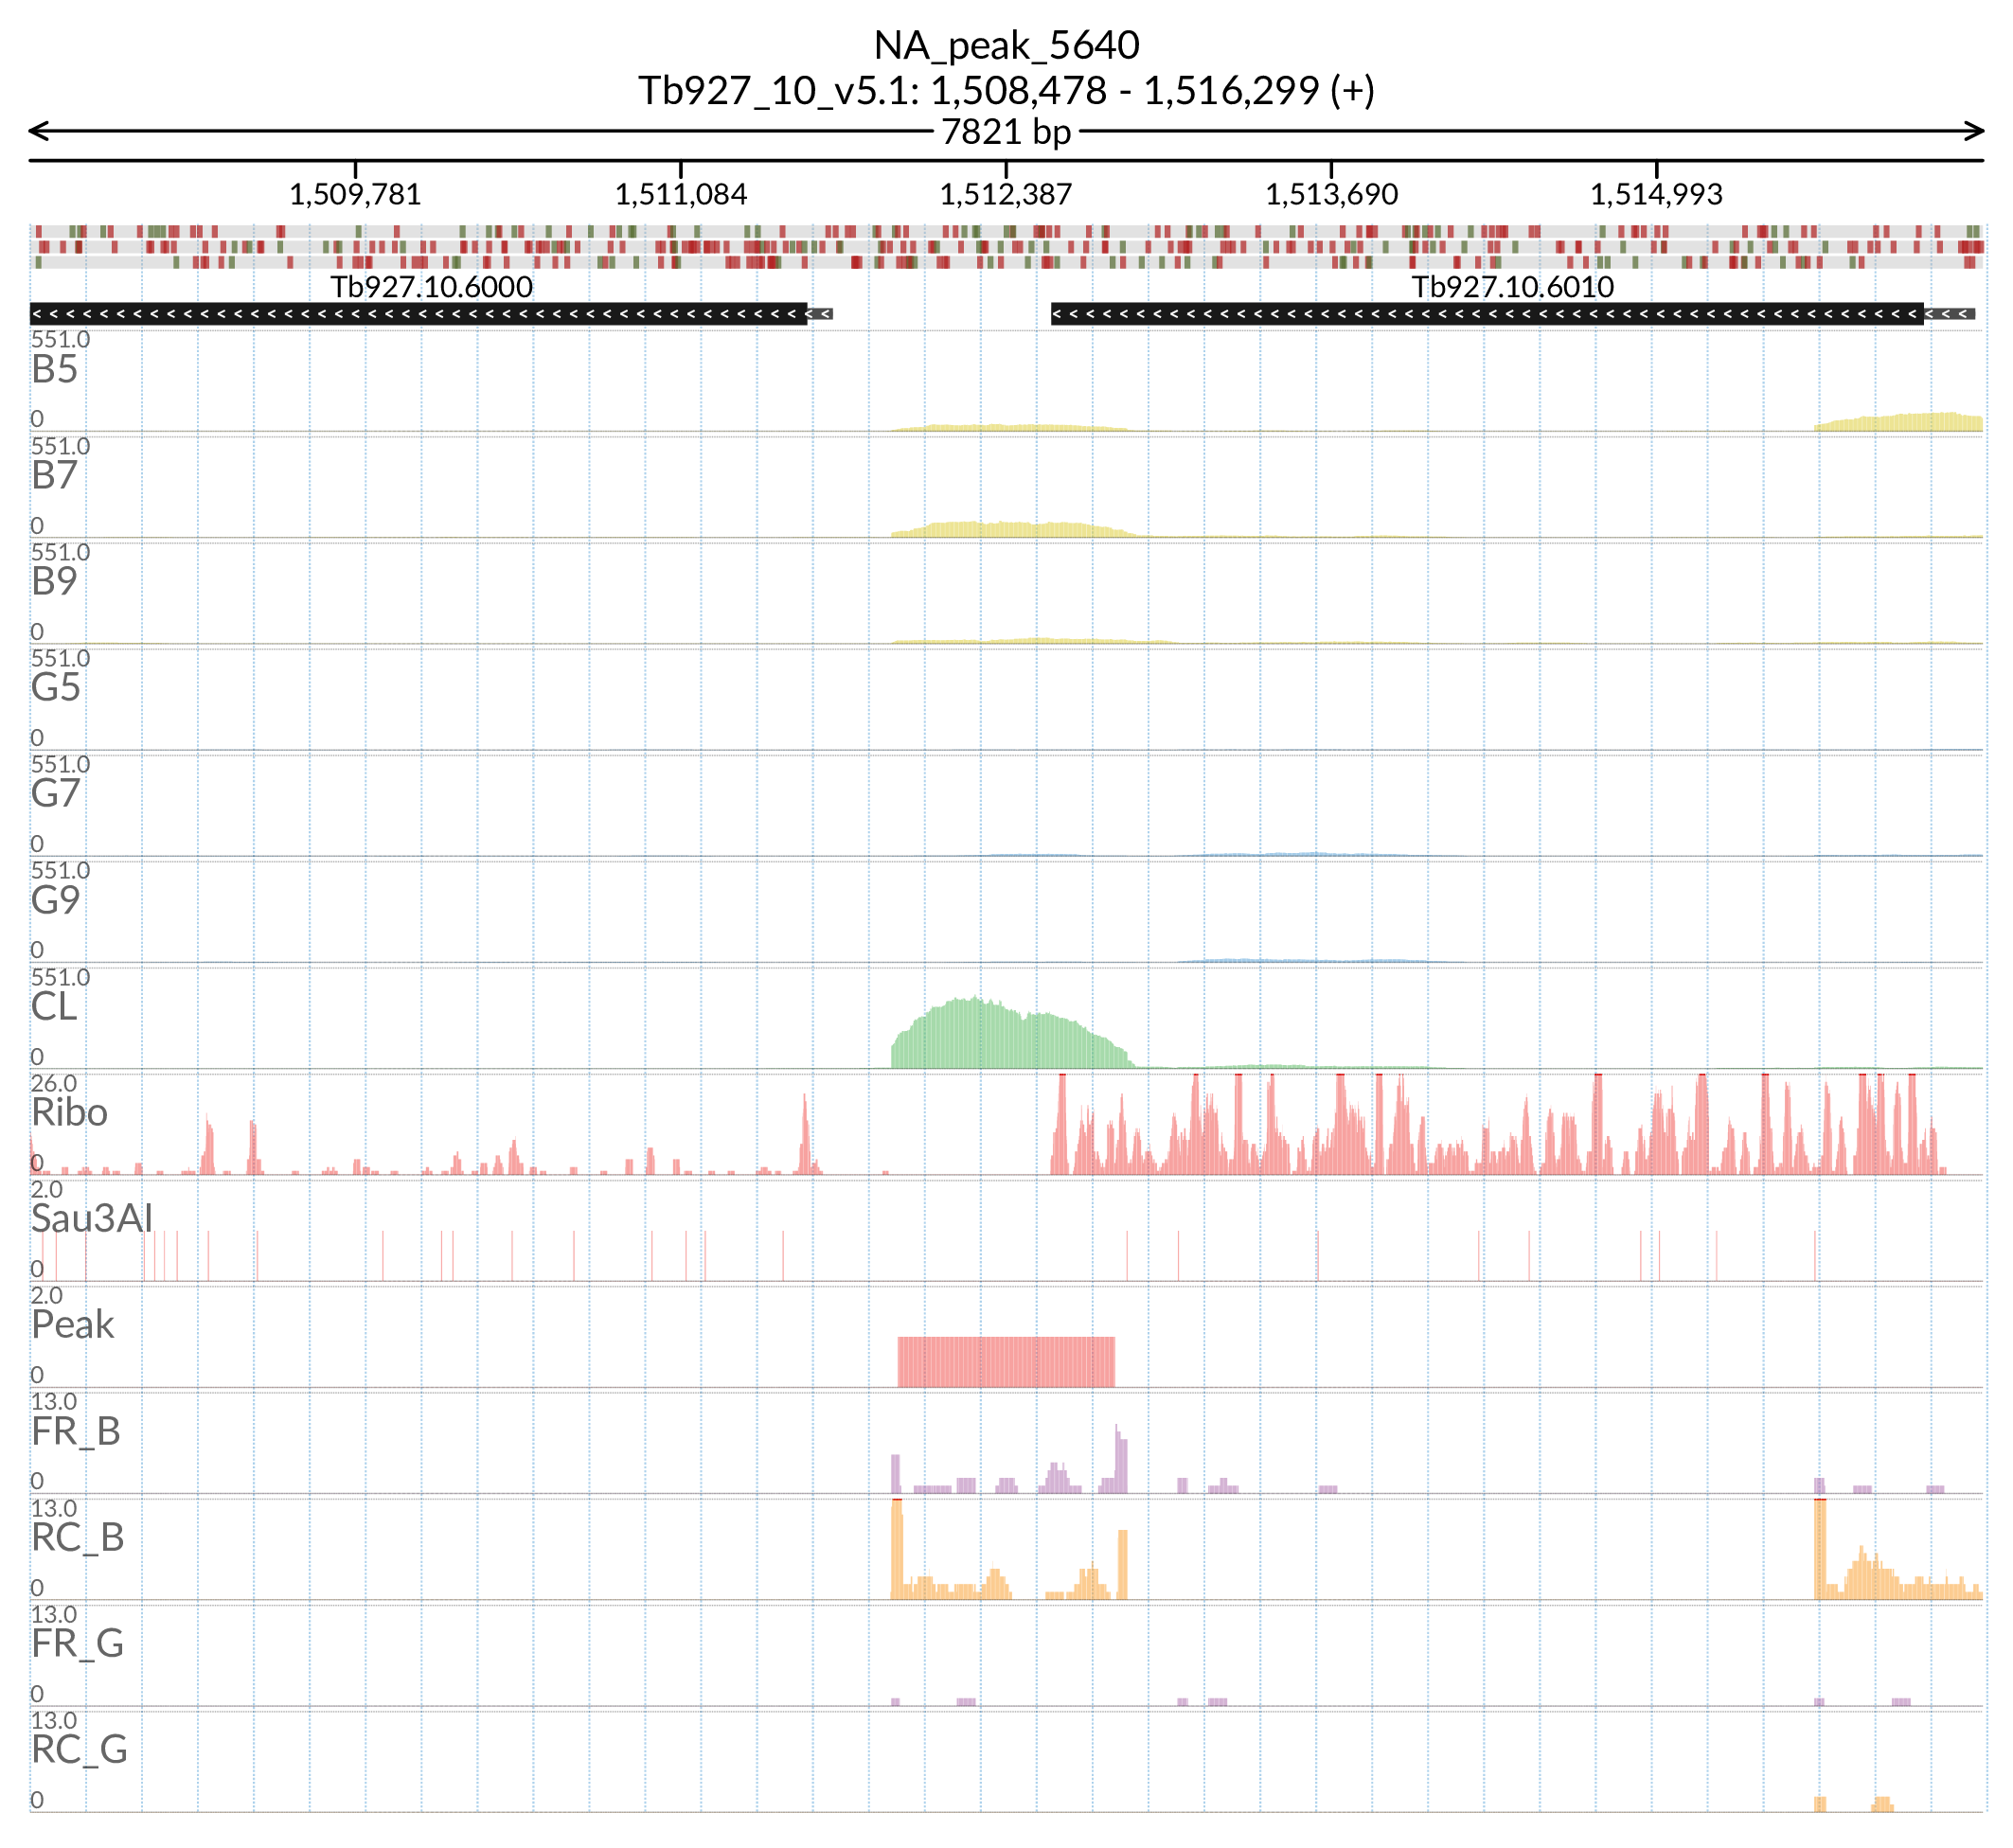 NA_peak_5640
Tb927_10_v5.1: 1,508,478 - 1,516,299 (+)
7821 bp
1,509,781 1,511,084 1,512,387 1,513,690 1,514,993
Tb927.10.6000 Tb927.10.6010
551.0
B5
0
551.0
B7
0
551.0
B9
0
551.0
G5
0
551.0
G7
0
551.0
G9
0
551.0
CL
0
26.0
Ribo
0
2.0
Sau3AI
0
2.0
Peak
0
13.0
FR_B
0
13.0
RC_B
0
13.0
FR_G
0
13.0
RC_G
0